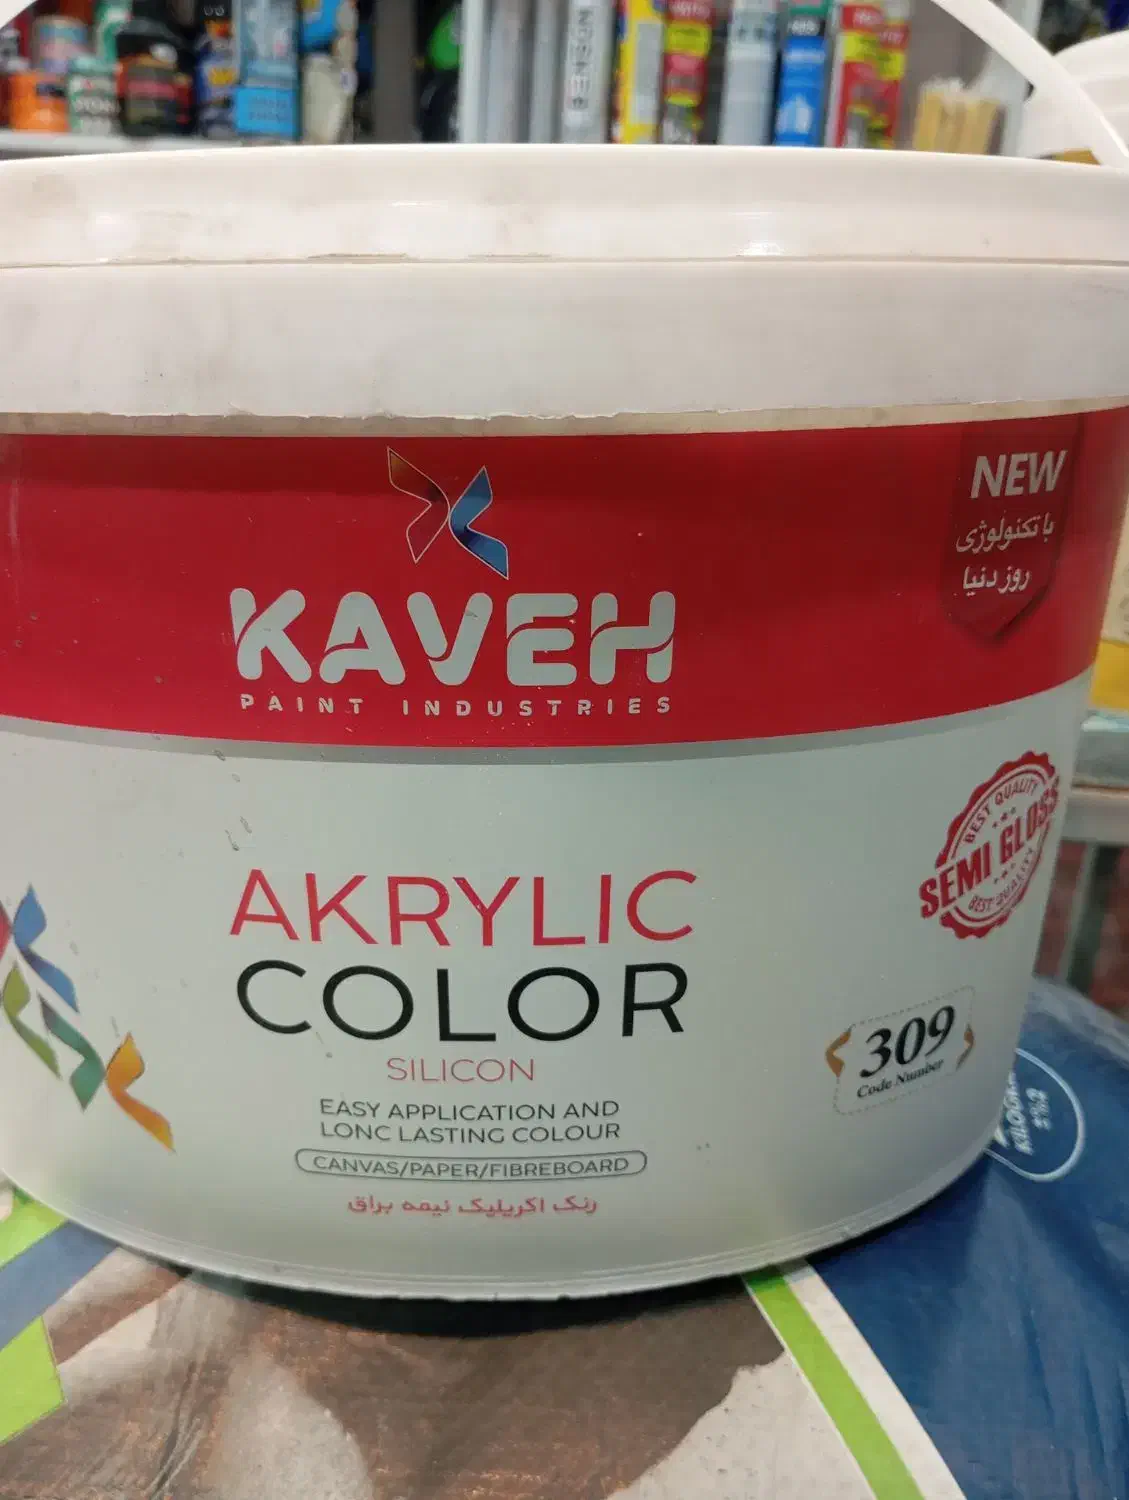 BENSON
NEW
با تکنولوژی
روز دنیا
KAVEH
PAINT INDUSTRIES
BEST QUALITY
SEMI GLOSS
BEST QUALITY
AKRYLIC
COLOR
SILICON
EASY APPLICATION AND
LONC LASTING COLOUR
CANVAS/PAPER/FIBREBOARD
رنگ اکریلیک نیمه براق
309
Code Number